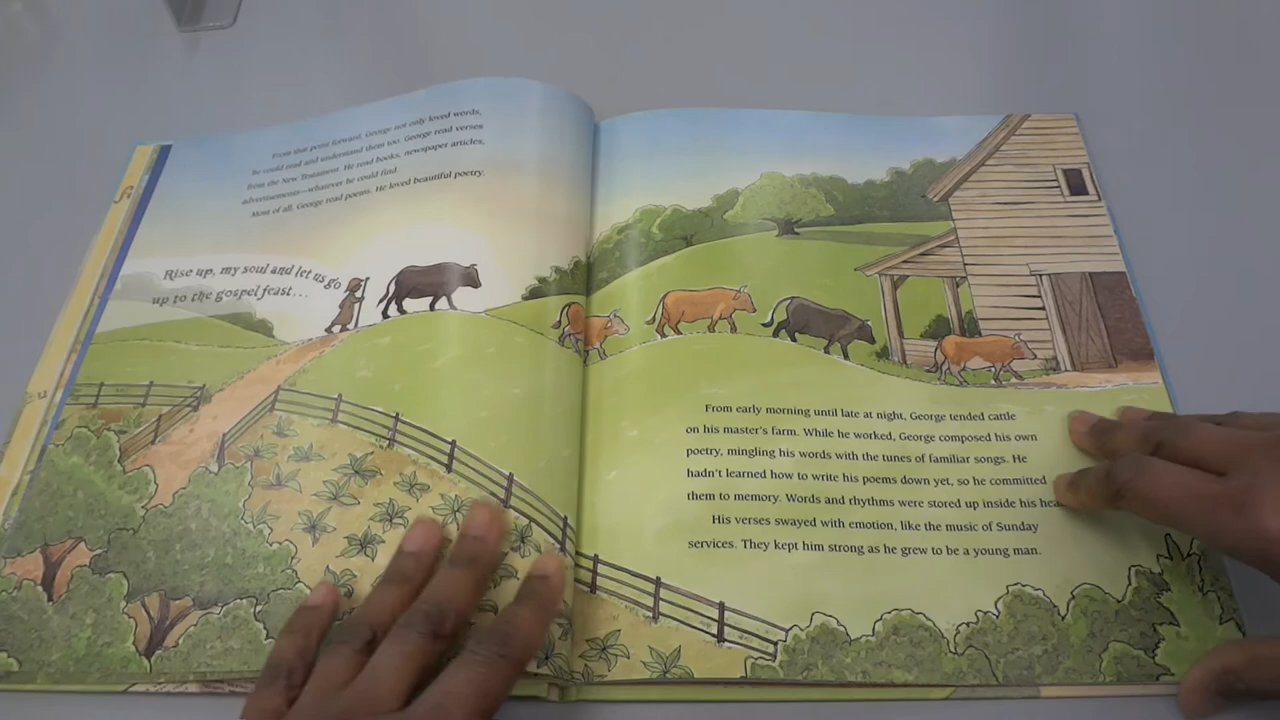 From that point forward, George not only loved words,
he could read and understand them too. George read verses
from the New Testament. He read books, newspaper articles,
advertisements—whatever he could find.
Most of all, George read poems. He loved beautiful poetry.
Rise up, my soul and let us go
up to the gospel feast...
From early morning until late at night, George tended cattle
on his master's farm. While he worked, George composed his own
poetry, mingling his words with the tunes of familiar songs. He
hadn't learned how to write his poems down yet, so he committed
them to memory. Words and rhythms were stored up inside his
His verses swayed with emotion, like the music of Sunday
services. They kept him strong as he grew to be a young man.